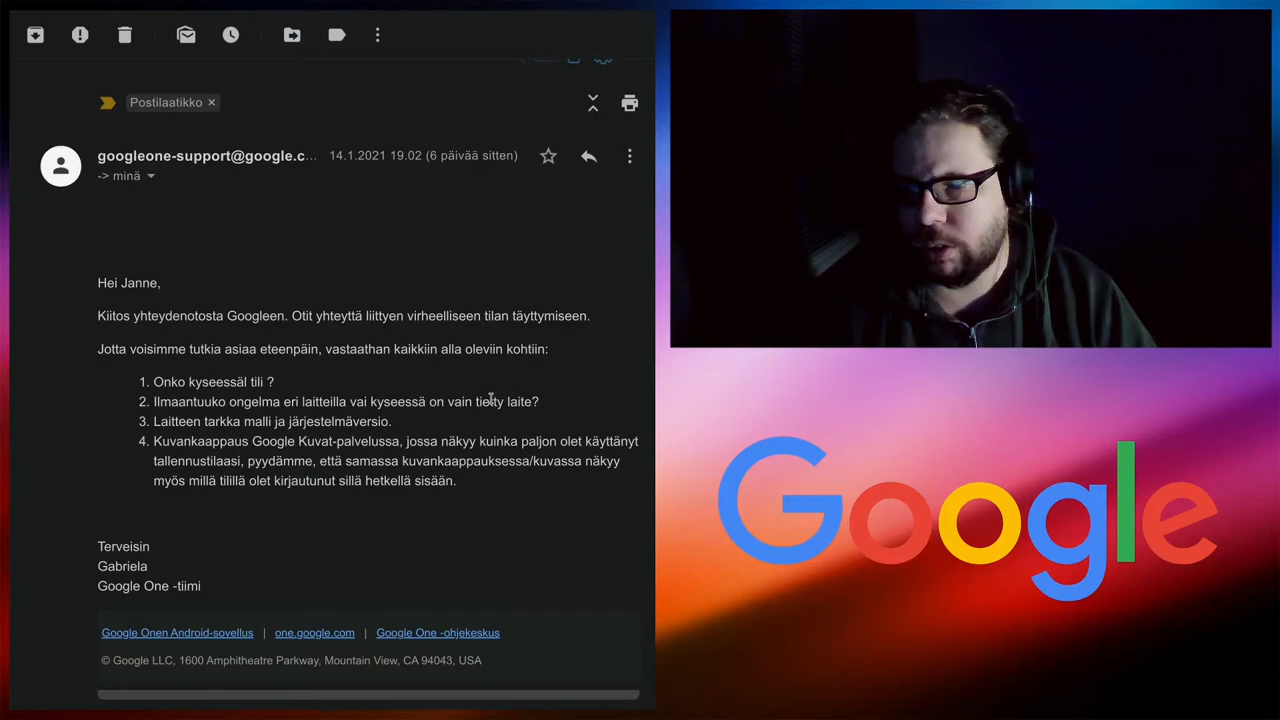 Postilaatikko ×
googleone-support@google.c... 14.1.2021 19.02 (6 päivää sitten)
-> minä
Hei Janne,
Kiitos yhteydenotosta Googleen. Otit yhteyttä liittyen virheelliseen tilan täyttymiseen.
Jotta voisimme tutkia asiaa eteenpäin, vastaathan kaikkiin alla oleviin kohtiin:
1. Onko kyseessäl tili ?
2. Ilmaantuuko ongelma eri laitteilla vai kyseessä on vain tietty laite?
3. Laitteen tarkka malli ja järjestelmäversio.
4. Kuvankaappaus Google Kuvat-palvelussa, jossa näkyy kuinka paljon olet käyttänyt
tallennustilaasi, pyydämme, että samassa kuvankaappauksessa/kuvassa näkyy
myös millä tilillä olet kirjautunut sillä hetkellä sisään.
Terveisin
Gabriela
Google One -tiimi
Google Onen Android-sovellus | one.google.com | Google One -ohjekeskus
© Google LLC, 1600 Amphitheatre Parkway, Mountain View, CA 94043, USA
Google